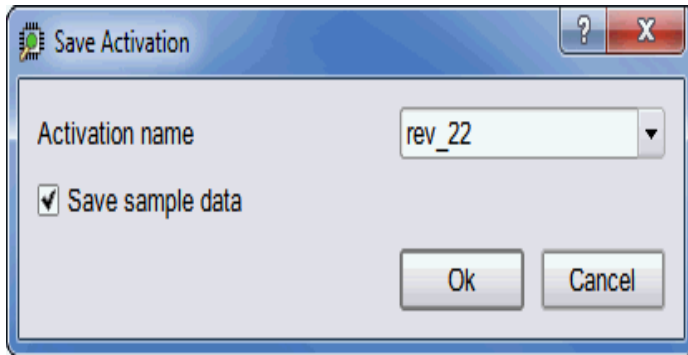 Save Activation
? X
Activation name rev_22
Save sample data
Ok Cancel